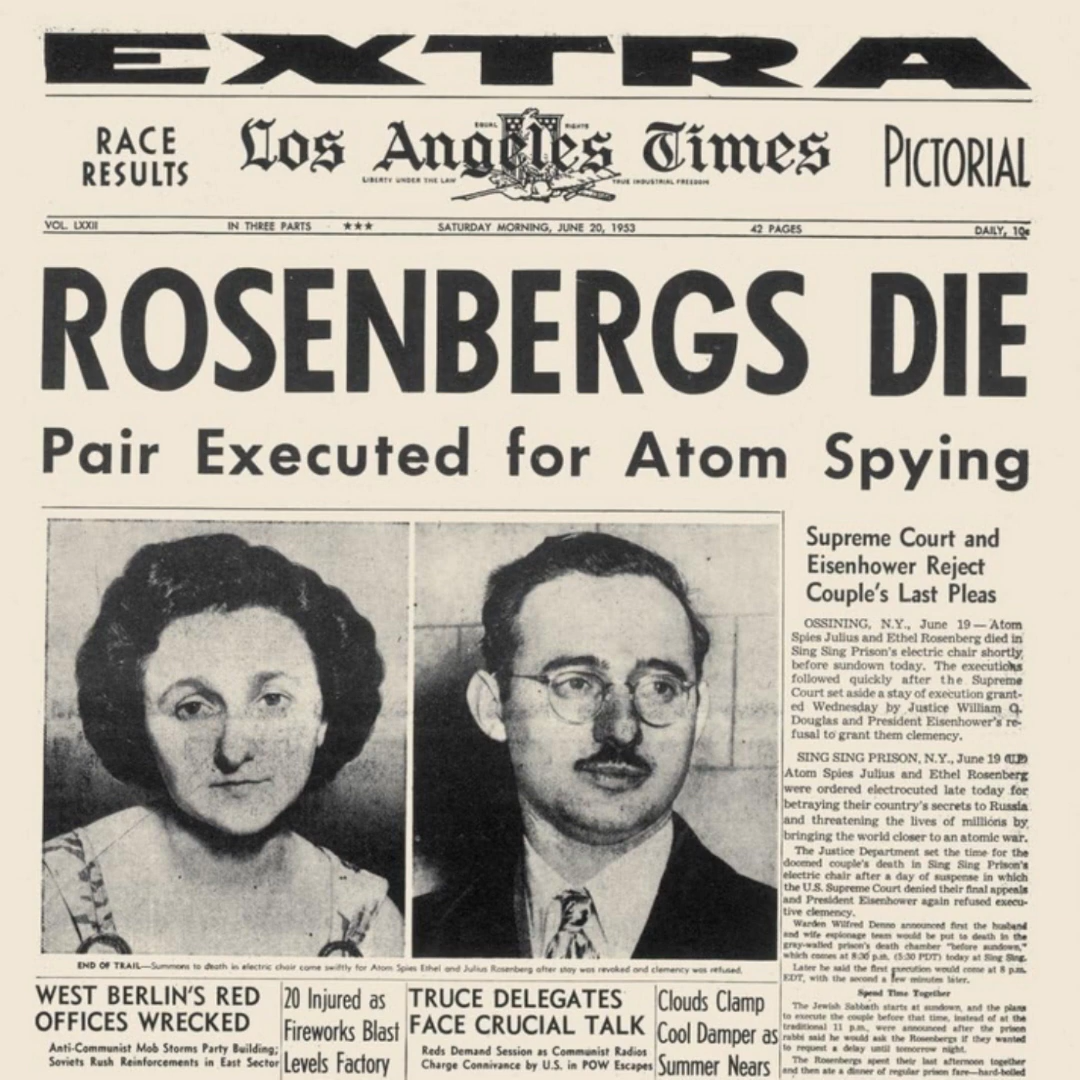 EXTRA
RACE
RESULTS
Los Angeles Times
EQUAL RIGHTS
LIBERTY UNDER THE LAW TRUE INDUSTRIAL FREEDOM
PICTORIAL
VOL. LXXII IN THREE PARTS ★★★ SATURDAY MORNING, JUNE 20, 1953 42 PAGES DAILY, 10¢
ROSENBERGS DIE
Pair Executed for Atom Spying
END OF TRAIL—Summons to death in electric chair came swiftly for Atom Spies Ethel and Julius Rosenberg after stay was revoked and clemency was refused.
Supreme Court and
Eisenhower Reject
Couple's Last Pleas
OSSINING, N.Y., June 19—Atom
Spies Julius and Ethel Rosenberg died in
Sing Sing Prison's electric chair shortly
before sundown today. The executions
followed quickly after the Supreme
Court set aside a stay of execution grant-
ed Wednesday by Justice William O.
Douglas and President Eisenhower's re-
fusal to grant them clemency.
SING SING PRISON, N.Y., June 19 (U.P.)
Atom Spies Julius and Ethel Rosenberg
were ordered electrocuted late today for
betraying their country's secrets to Russia
and threatening the lives of millions by
bringing the world closer to an atomic war.
The Justice Department set the time for the
doomed couple's death in Sing Sing Prison's
electric chair after a day of suspense in which
the U.S. Supreme Court denied their final appeals
and President Eisenhower again refused execu-
tive clemency.
Warden Wilfred Denno announced first the husband
and wife espionage team would be put to death in the
gray-walled prison's death chamber "before sundown,"
which comes at 8:30 p.m. (5:30 PDT) today at Sing Sing.
Later he said the first execution would come at 8 p.m.
EDT, with the second a few minutes later.
Spend Time Together
The Jewish Sabbath starts at sundown, and the plans
to execute the couple before that time, instead of at the
traditional 11 p.m., were announced after the prison
rabbi said he would ask the Rosenbergs if they wanted
to request a delay until tomorrow night.
The Rosenbergs spent their last afternoon together
and then ate a dinner of regular prison fare—hard-boiled
WEST BERLIN'S RED
OFFICES WRECKED
Anti-Communist Mob Storms Party Building;
Soviets Rush Reinforcements in East Sector
20 Injured as
Fireworks Blast
Levels Factory
TRUCE DELEGATES
FACE CRUCIAL TALK
Reds Demand Session as Communist Radios
Charge Connivance by U.S. in POW Escapes
Clouds Clamp
Cool Damper as
Summer Nears